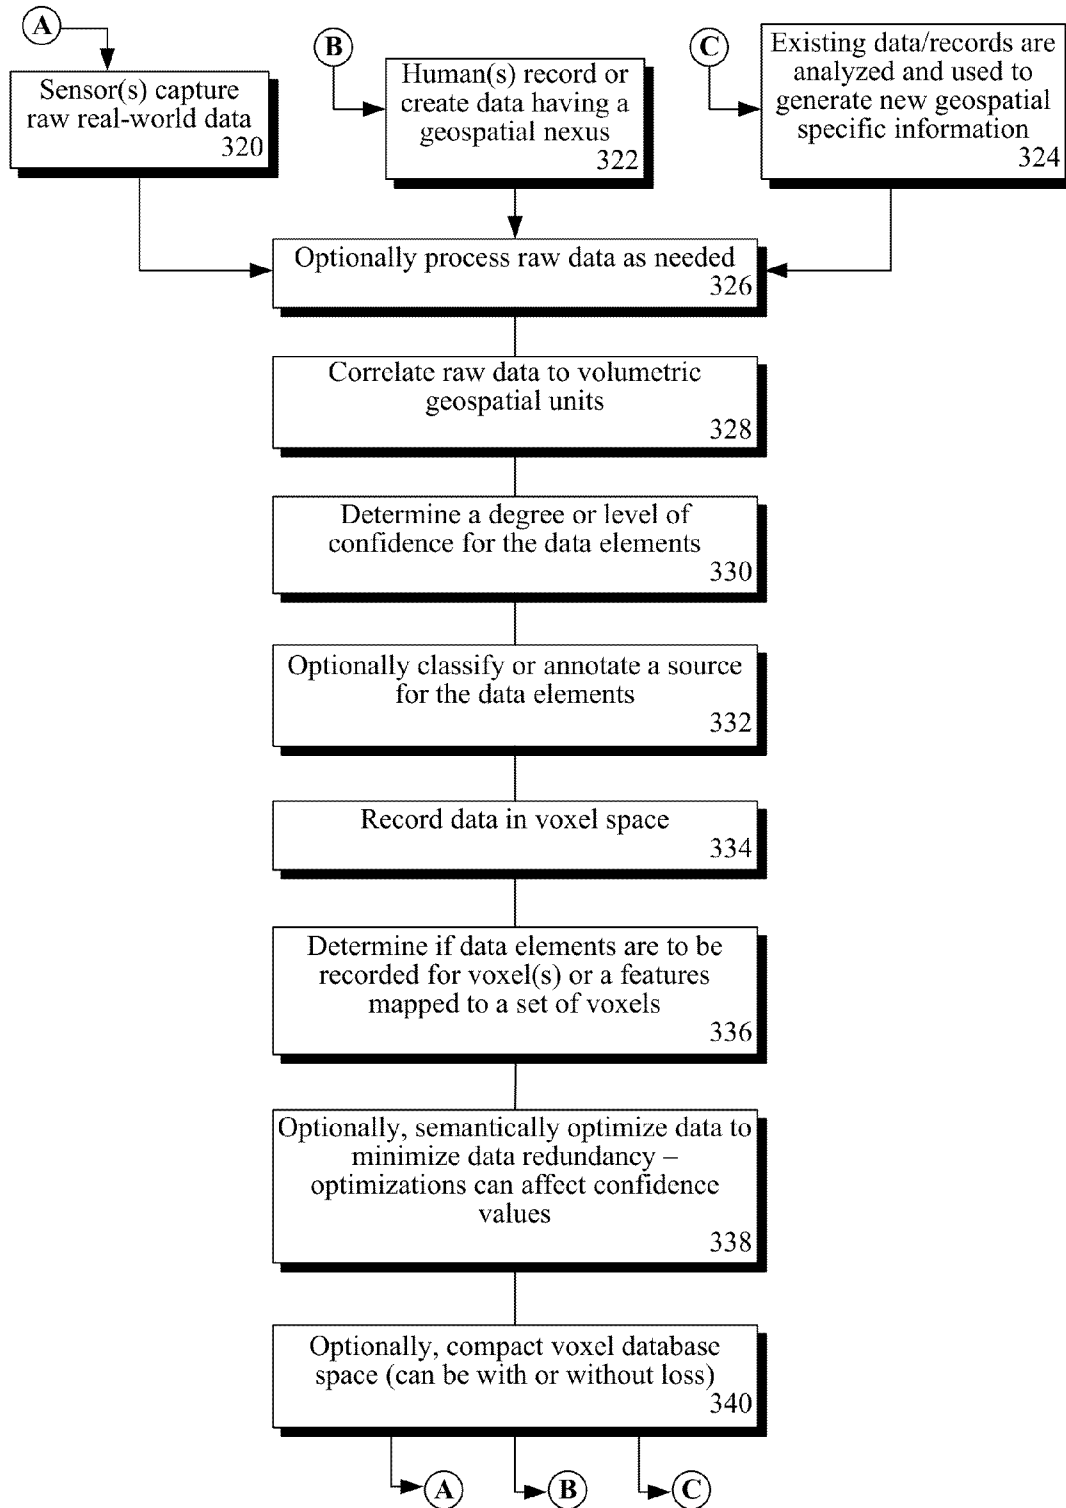 A
Sensor(s) capture
raw real-world data
320
B
Human(s) record or
create data having a
geospatial nexus
322
C
Existing data/records are
analyzed and used to
generate new geospatial
specific information
324
Optionally process raw data as needed
326
Correlate raw data to volumetric
geospatial units
328
Determine a degree or level of
confidence for the data elements
330
Optionally classify or annotate a source
for the data elements
332
Record data in voxel space
334
Determine if data elements are to be
recorded for voxel(s) or a features
mapped to a set of voxels
336
Optionally, semantically optimize data to
minimize data redundancy –
optimizations can affect confidence
values
338
Optionally, compact voxel database
space (can be with or without loss)
340
A
B
C